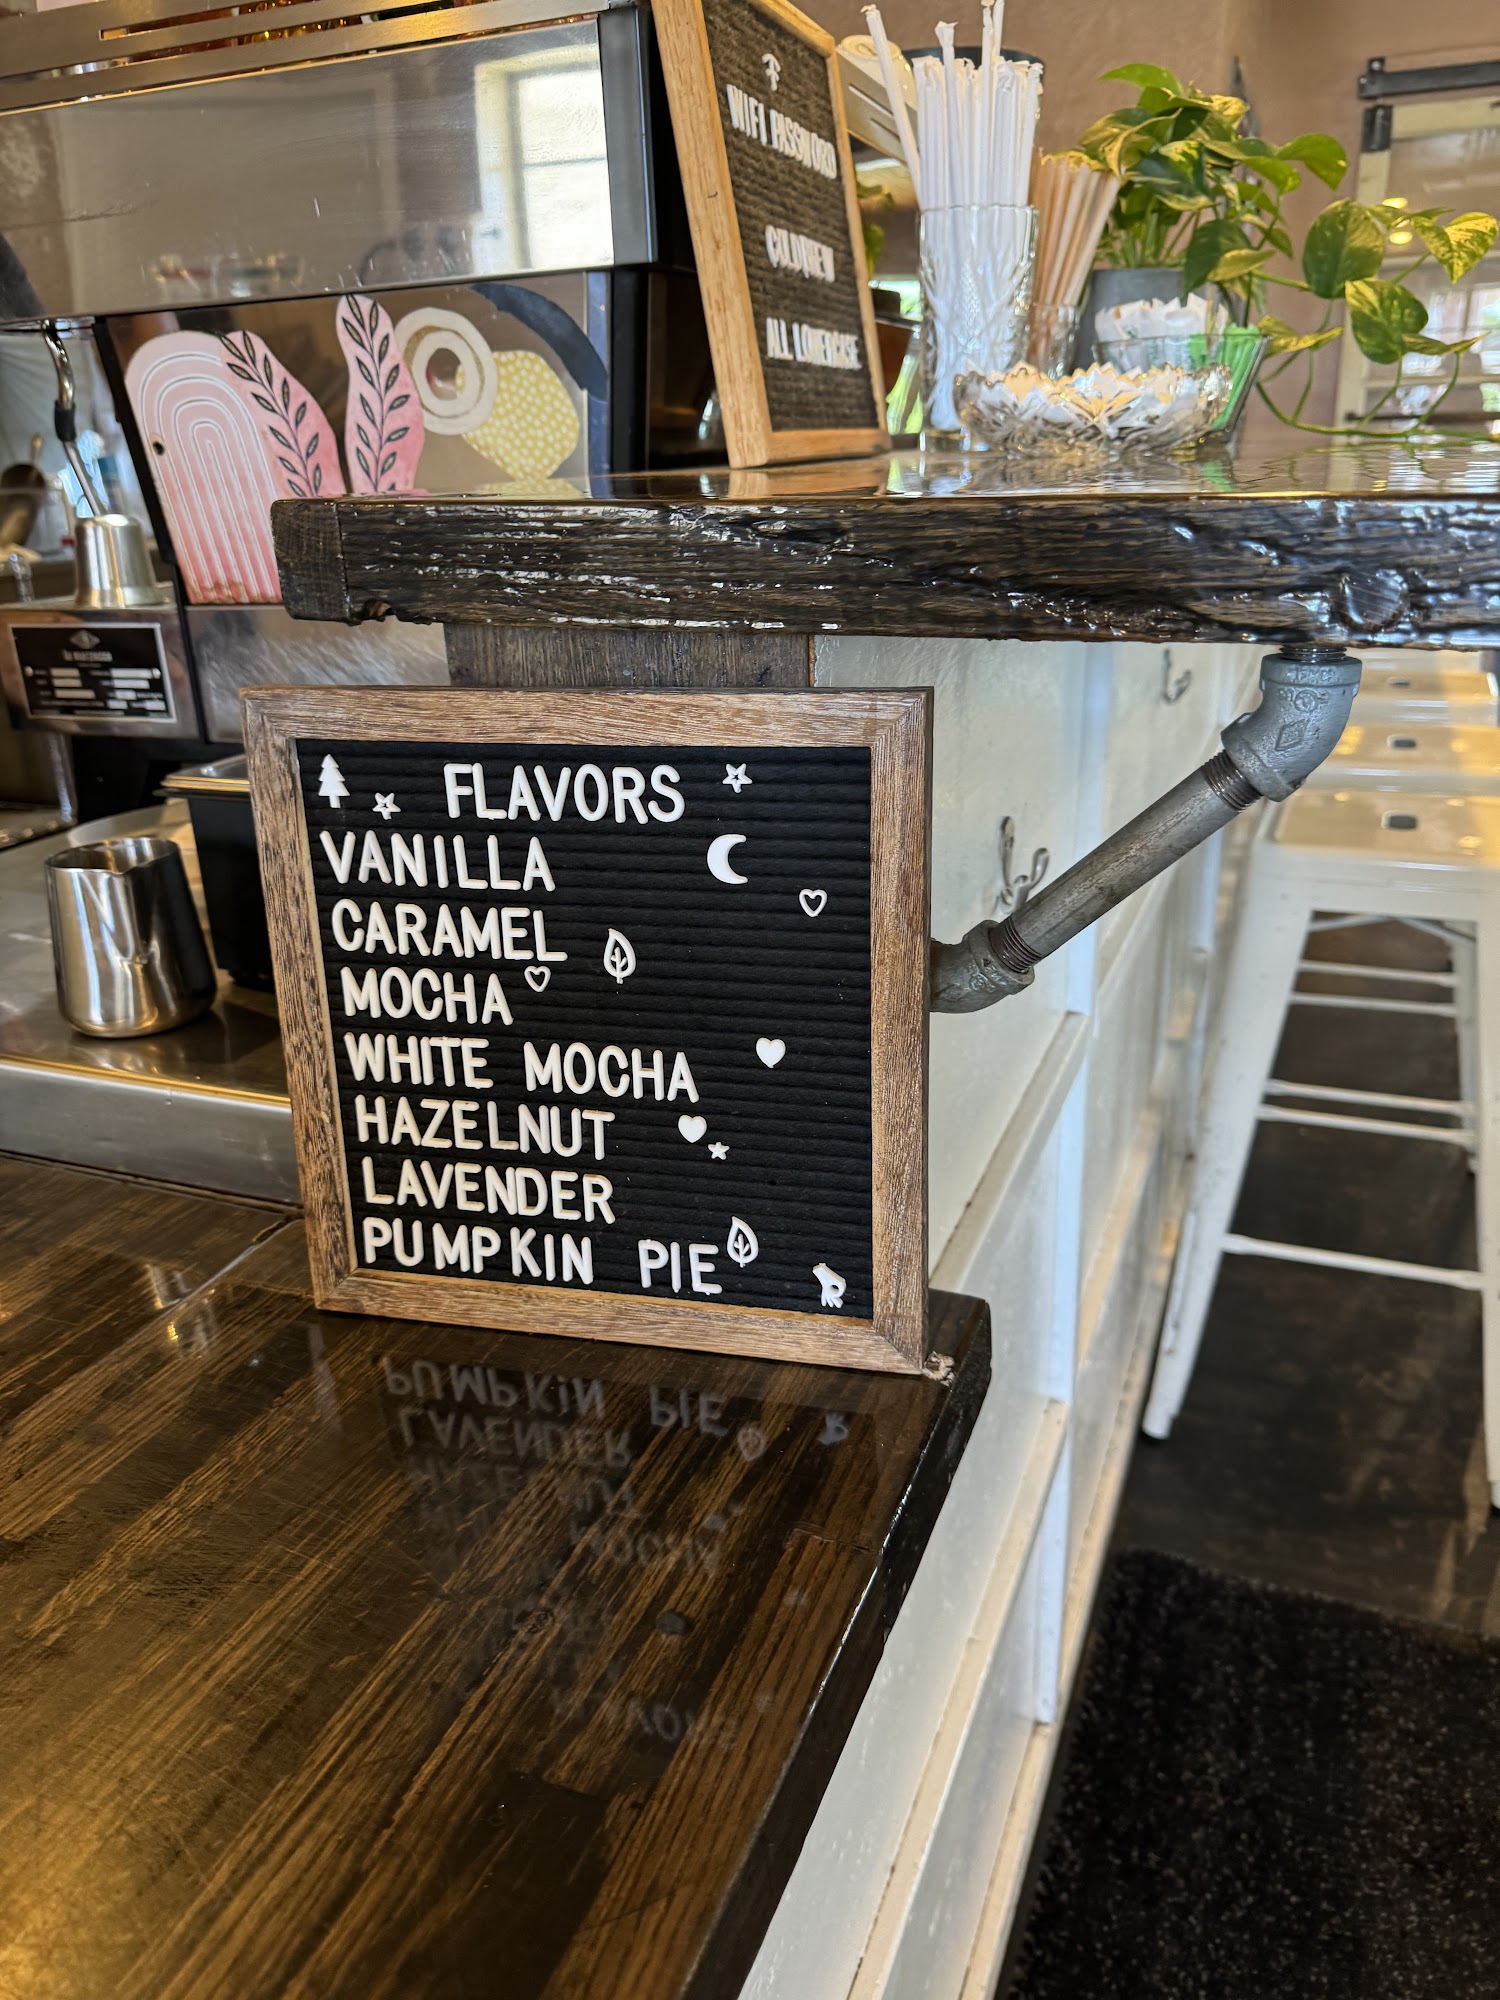 WIFI PASSWORD
COLDBREW
ALL LOWERCASE
FLAVORS
VANILLA
CARAMEL
MOCHA
WHITE MOCHA
HAZELNUT
LAVENDER
PUMPKIN PIE